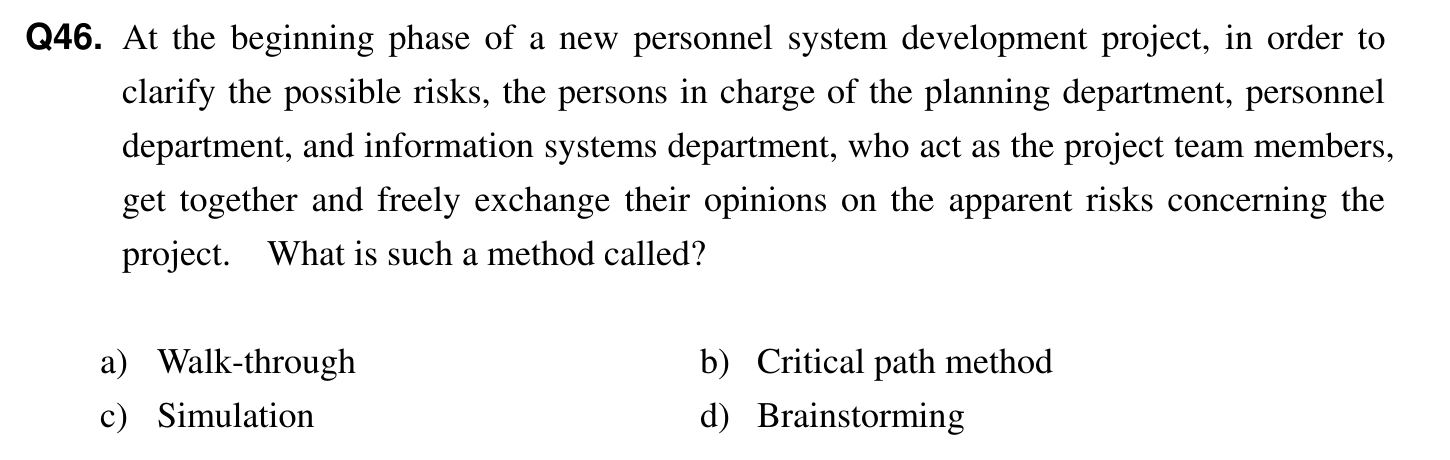 Q46. At the beginning phase of a new personnel system development project, in order to
clarify the possible risks, the persons in charge of the planning department, personnel
department, and information systems department, who act as the project team members,
get together and freely exchange their opinions on the apparent risks concerning the
project. What is such a method called?
a) Walk-through b) Critical path method
c) Simulation d) Brainstorming